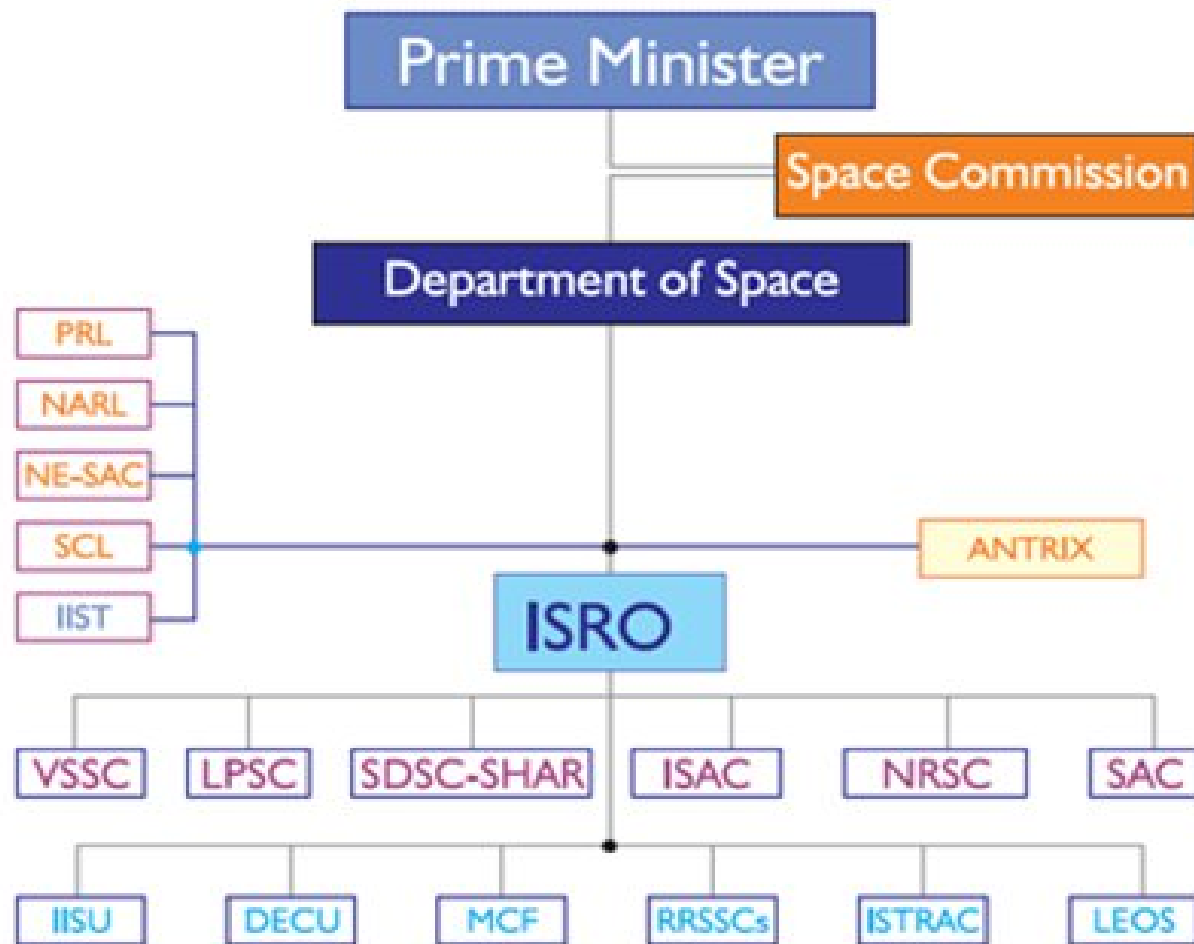 Prime Minister
Space Commission
Department of Space
PRL
NARL
NE-SAC
SCL
IIST
ANTRIX
ISRO
VSSC LPSC SDSC-SHAR ISAC NRSC SAC
IISU DECU MCF RRSSCs ISTRAC LEOS